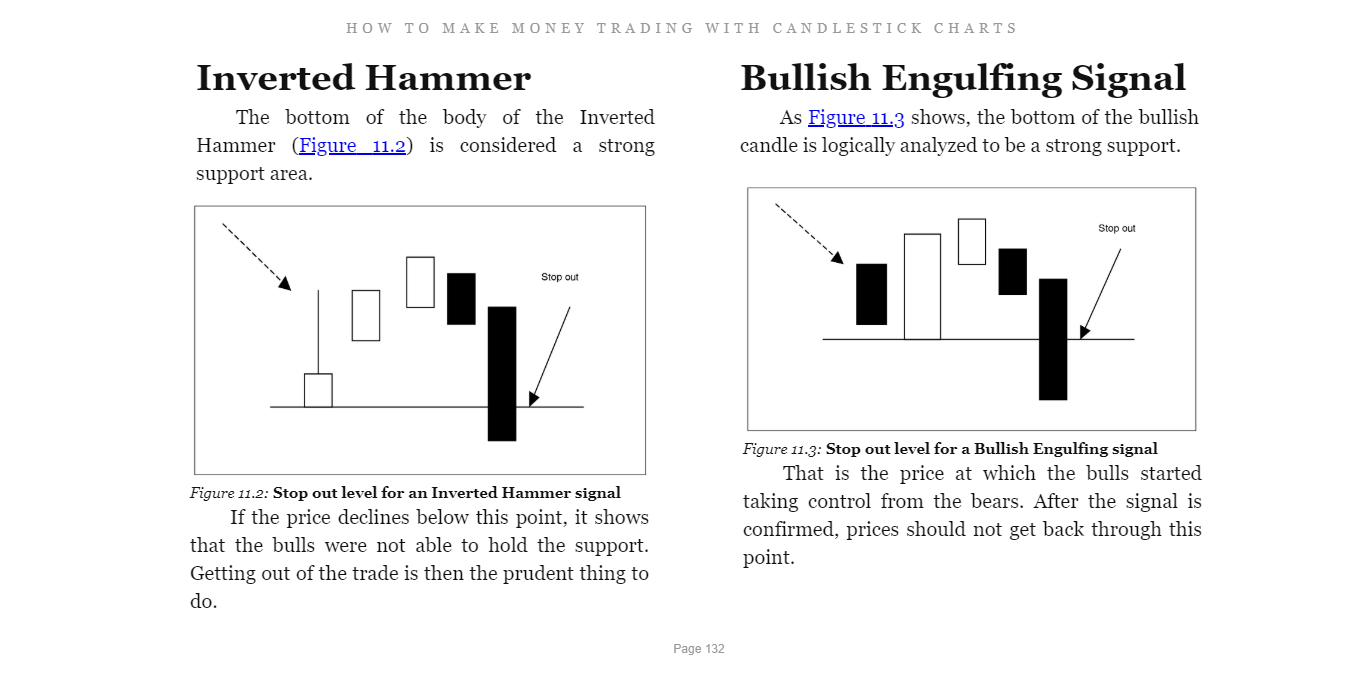 HOW TO MAKE MONEY TRADING WITH CANDLESTICK CHARTS
Inverted Hammer
The bottom of the body of the Inverted
Hammer (Figure 11.2) is considered a strong
support area.
Stop out
Figure 11.2: Stop out level for an Inverted Hammer signal
If the price declines below this point, it shows
that the bulls were not able to hold the support.
Getting out of the trade is then the prudent thing to
do.
Bullish Engulfing Signal
As Figure 11.3 shows, the bottom of the bullish
candle is logically analyzed to be a strong support.
Stop out
Figure 11.3: Stop out level for a Bullish Engulfing signal
That is the price at which the bulls started
taking control from the bears. After the signal is
confirmed, prices should not get back through this
point.
Page 132